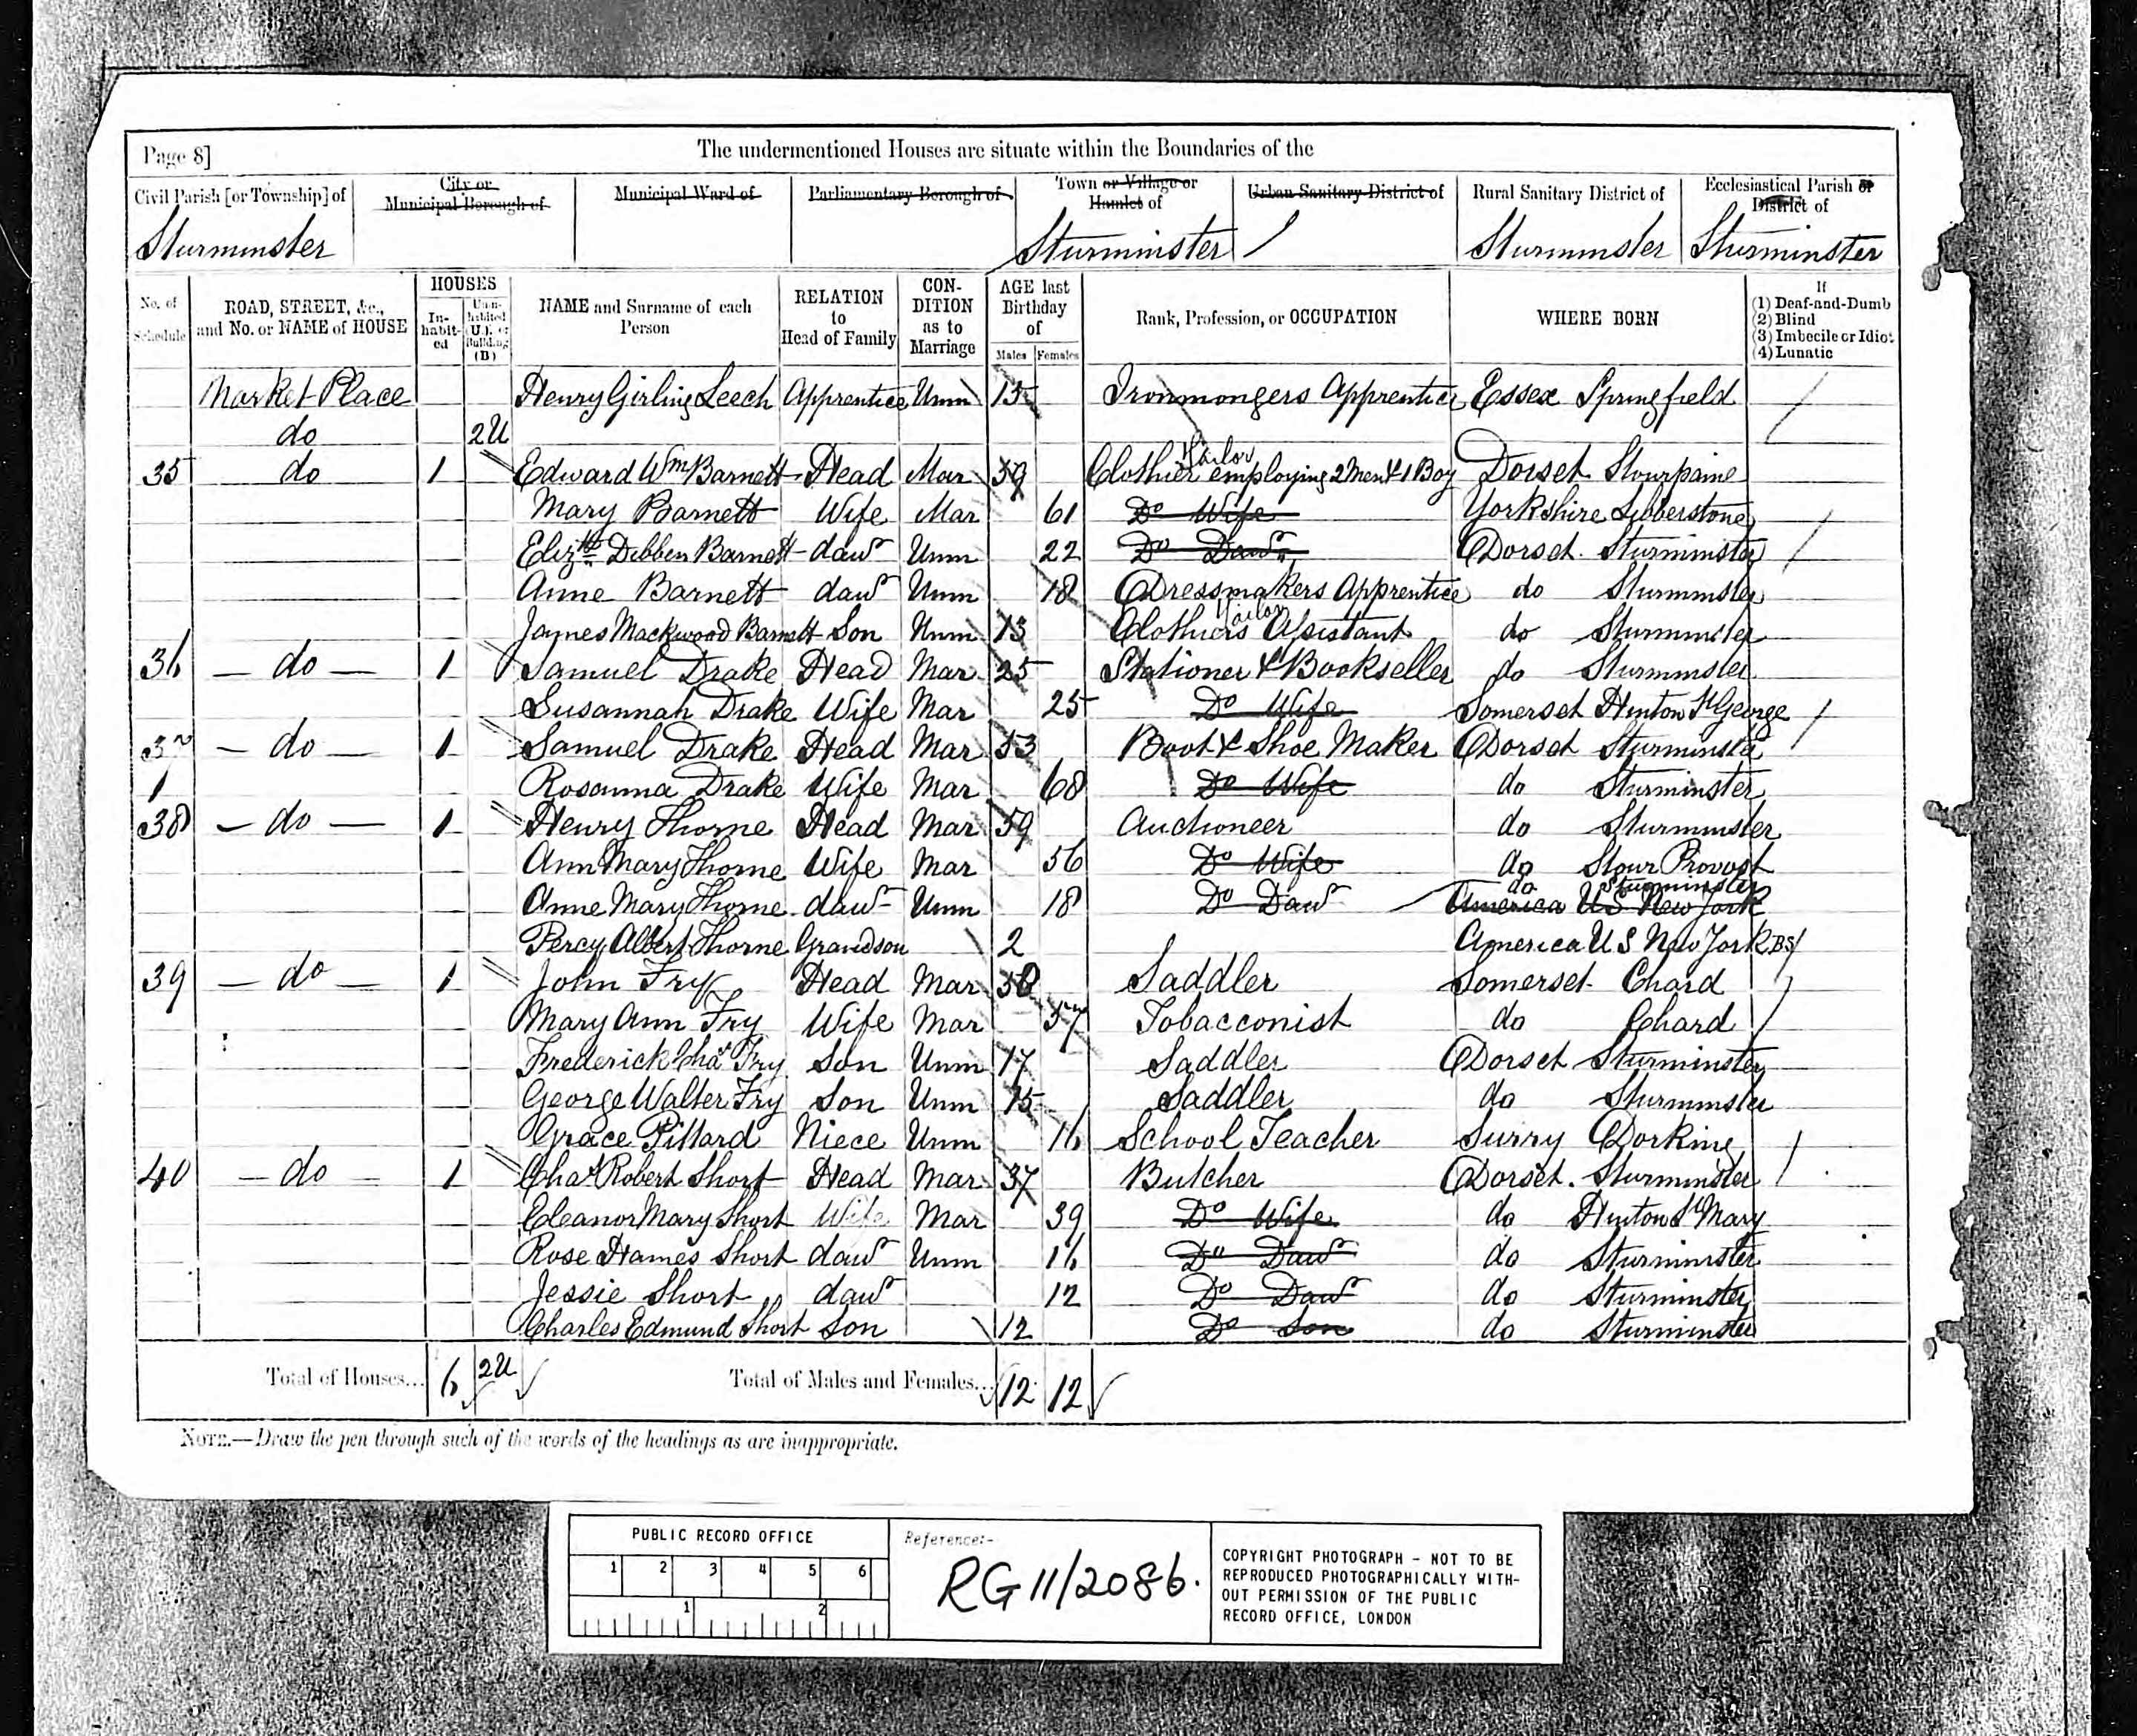 Page 8]
The undermentioned Houses are situate within the Boundaries of the
Civil Parish [or Township] of
City or Municipal Borough of
Municipal Ward of
Parliamentary Borough of
Town or Village or Hamlet of
Urban Sanitary District of
Rural Sanitary District of
Ecclesiastical Parish or District of
Sturminster Sturminster Sturminster Sturminster
No. of Schedule
ROAD, STREET, &c., and No. or NAME of HOUSE
HOUSES
In-habit-ed
Unin-habited (U.), or Building (B)
NAME and Surname of each Person
RELATION to Head of Family
CON-DITION as to Marriage
AGE last Birthday of
Males Females
Rank, Profession, or OCCUPATION
WHERE BORN
If
(1) Deaf-and-Dumb
(2) Blind
(3) Imbecile or Idiot
(4) Lunatic
Market Place Henry Girling Leech Apprentice Unm 15 Ironmongers Apprentice Essex Springfield
do 2U
35 do 1 Edward Wm Barnett Head Mar 59 Clothier Tailor employing 2 Men & 1 Boy Dorset Stourpaine
Mary Barnett Wife Mar 61 Do Wife Yorkshire
Elizth Dibben Barnett daur Unm 22 Do Daur Dorset Sturminster
Anne Barnett daur Unm 18 Dressmakers Apprentice do Sturminster
James Mackwood Barnett Son Unm 13 Clothiers Tailor Assistant do Sturminster
36 - do - 1 Samuel Drake Head Mar 25 Stationer & Bookseller do Sturminster
Susannah Drake Wife Mar 25 Do Wife Somerset Hinton St George
37 - do - 1 Samuel Drake Head Mar 53 Boot & Shoe Maker Dorset Sturminster
Rosanna Drake Wife Mar 68 Do Wife do Sturminster
38 - do - 1 Henry Thorne Head Mar 59 Auctioneer do Sturminster
Ann Mary Thorne Wife Mar 56 Do Wife do Stour Provost
do Sturminster
Anne Mary Thorne daur Unm 18 Do Daur America US New York
Percy Albert Thorne Grandson 2 America U S New York BS
39 - do - 1 John Fry Head Mar 50 Saddler Somerset Chard
Mary Ann Fry Wife Mar 57 Tobacconist do Chard
Frederick Chas Fry Son Unm 17 Saddler Dorset Sturminster
George Walter Fry Son Unm 15 Saddler do Sturminster
Grace Pittard Niece Unm 16 School Teacher Surry Dorking
40 - do - 1 Chas Robert Short Head Mar 37 Butcher Dorset. Sturminster
Eleanor Mary Short Wife Mar 39 Do Wife do Hinton St Mary
Rose Hames Short daur Unm 16 Do Daur do Sturminster
Jessie Short daur 12 Do Daur do Sturminster
Charles Edmund Short Son 12 Do Son do Sturminster
Total of Houses... 6 2U Total of Males and Females... 12 12
NOTE.—Draw the pen through such of the words of the headings as are inappropriate.
PUBLIC RECORD OFFICE
1 2 3 4 5 6
1 2
Reference:-
RG 11/2086.
COPYRIGHT PHOTOGRAPH - NOT TO BE
REPRODUCED PHOTOGRAPHICALLY WITH-
OUT PERMISSION OF THE PUBLIC
RECORD OFFICE, LONDON